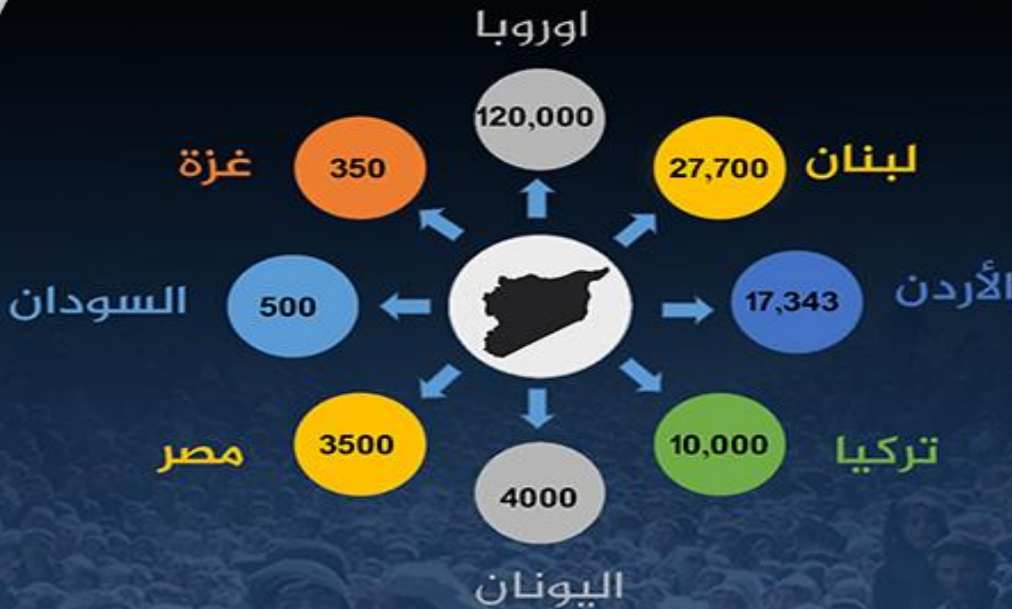 اوروبا
120,000
لبنان
27,700
350
غزة
الأردن
17,343
500
السودان
تركيا
10,000
3500
مصر
4000
اليونان